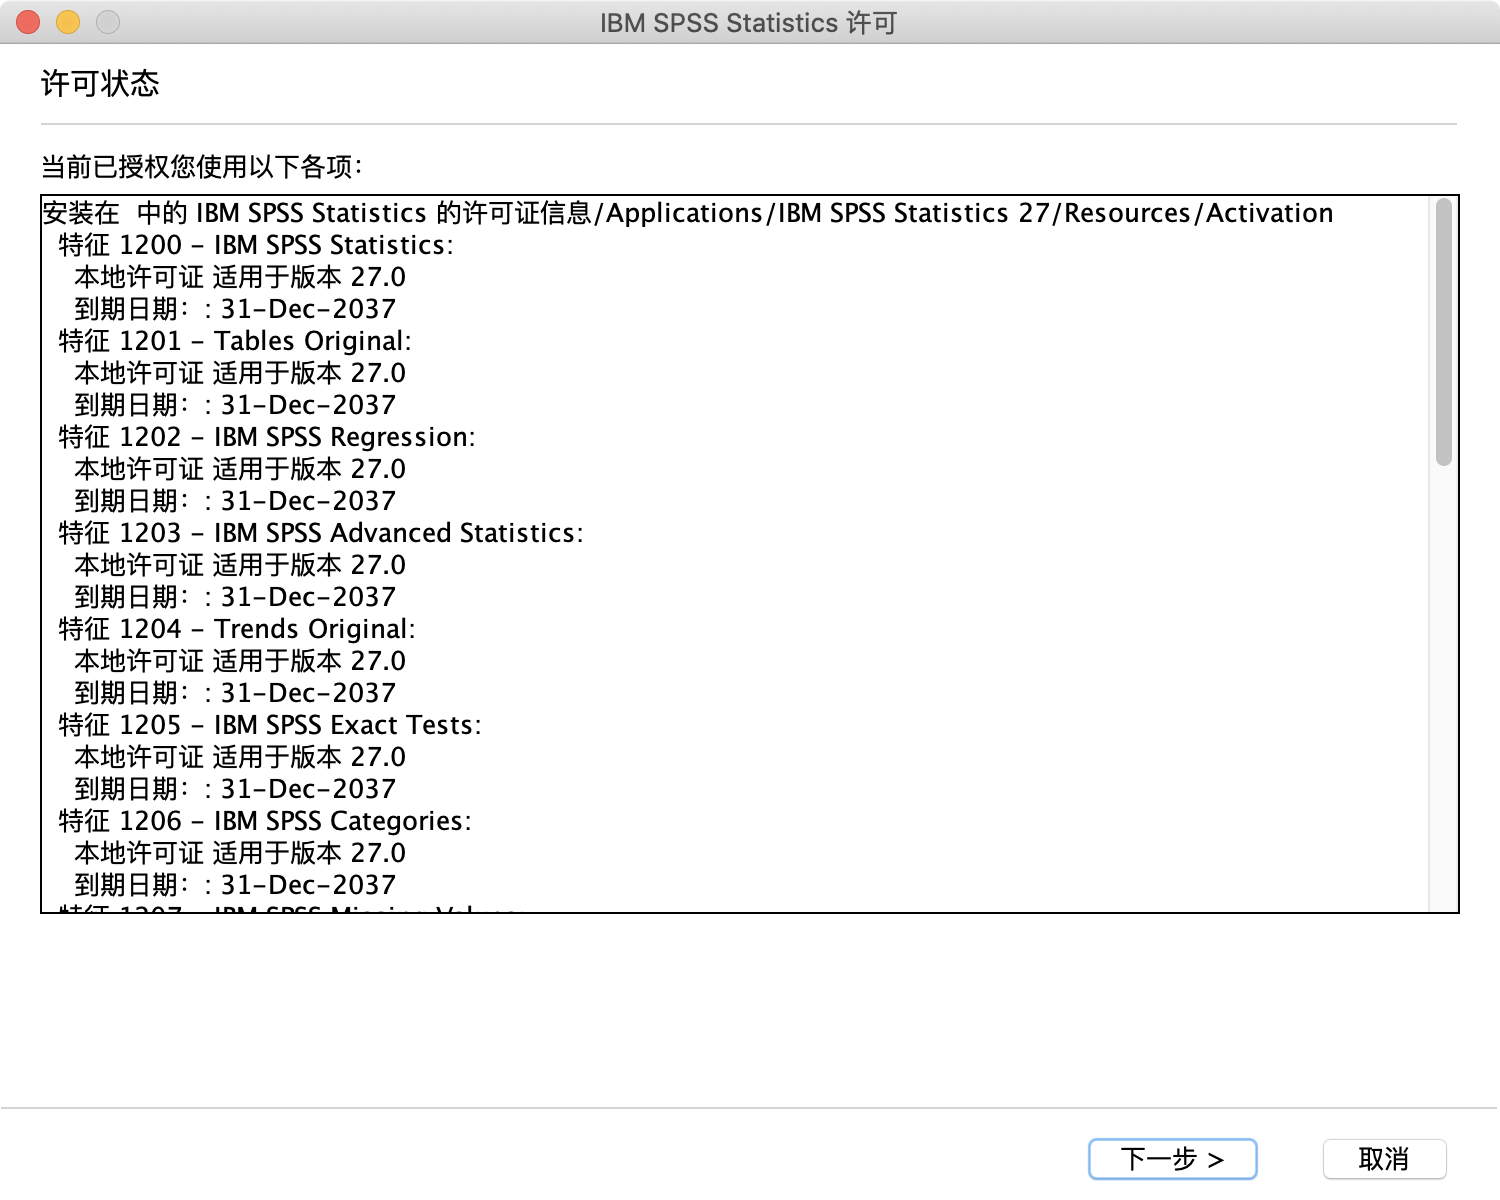 IBM SPSS Statistics 许可
许可状态
当前已授权您使用以下各项：
安装在 中的 IBM SPSS Statistics 的许可证信息/Applications/IBM SPSS Statistics 27/Resources/Activation
特征 1200 – IBM SPSS Statistics:
本地许可证 适用于版本 27.0
到期日期：: 31-Dec-2037
特征 1201 – Tables Original:
本地许可证 适用于版本 27.0
到期日期：: 31-Dec-2037
特征 1202 – IBM SPSS Regression:
本地许可证 适用于版本 27.0
到期日期：: 31-Dec-2037
特征 1203 – IBM SPSS Advanced Statistics:
本地许可证 适用于版本 27.0
到期日期：: 31-Dec-2037
特征 1204 – Trends Original:
本地许可证 适用于版本 27.0
到期日期：: 31-Dec-2037
特征 1205 – IBM SPSS Exact Tests:
本地许可证 适用于版本 27.0
到期日期：: 31-Dec-2037
特征 1206 – IBM SPSS Categories:
本地许可证 适用于版本 27.0
到期日期：: 31-Dec-2037
特征 1207 – IBM SPSS Missing Values:
下一步 >
取消